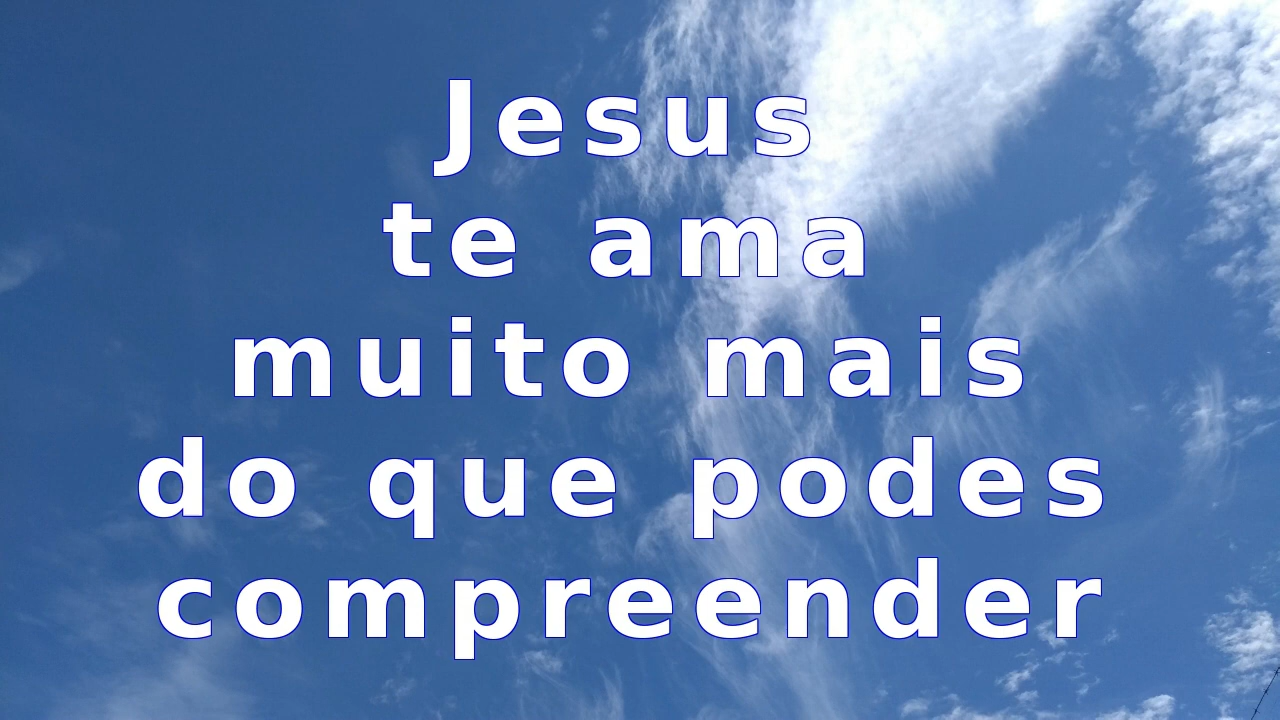 Jesus
te ama
muito mais
do que podes
compreender